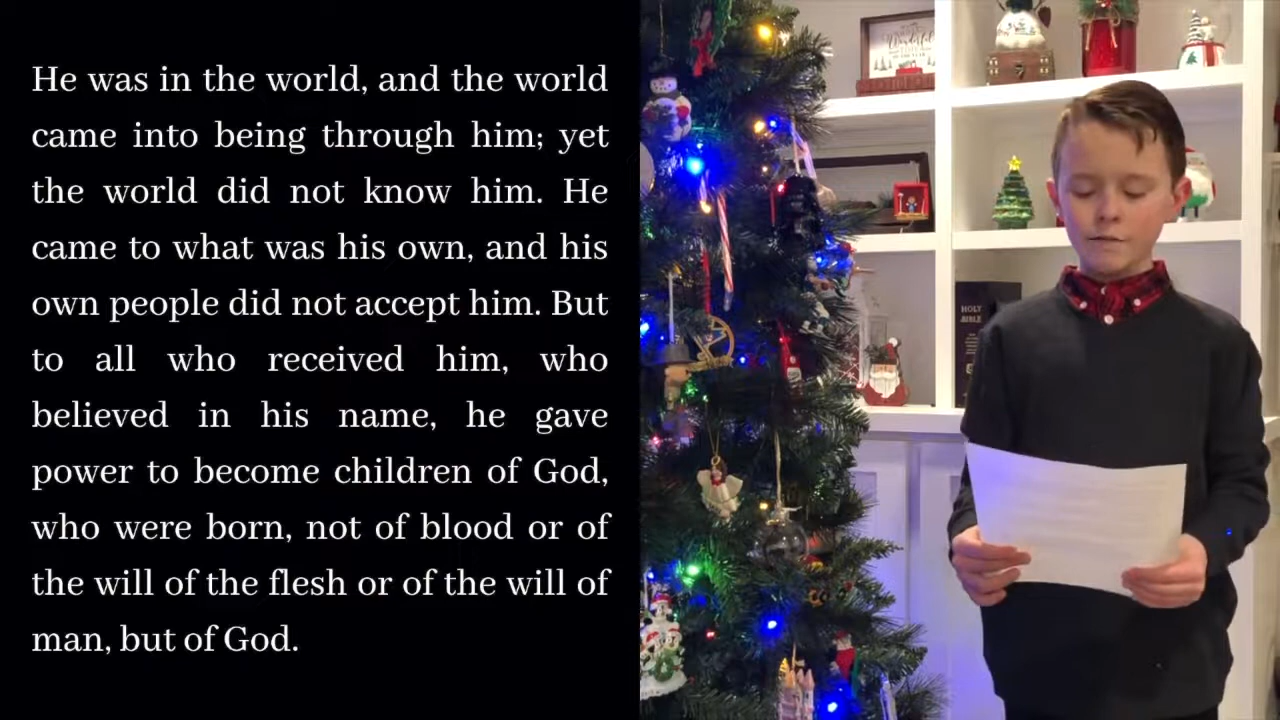 He was in the world, and the world
came into being through him; yet
the world did not know him. He
came to what was his own, and his
own people did not accept him. But
to all who received him, who
believed in his name, he gave
power to become children of God,
who were born, not of blood or of
the will of the flesh or of the will of
man, but of God.
HOLY
BIBLE